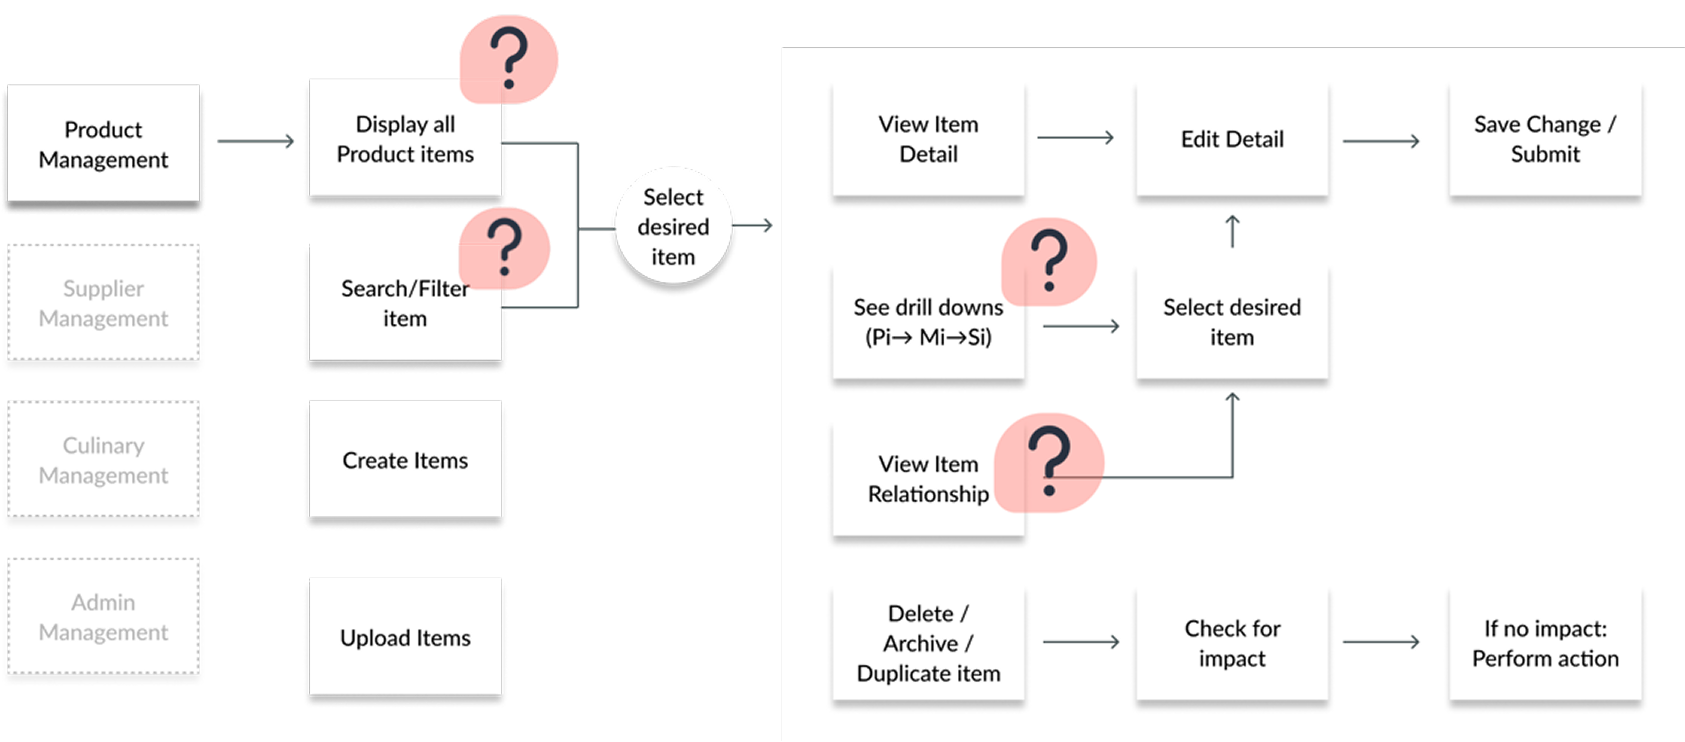 Product
Management
Supplier
Management
Culinary
Management
Admin
Management
?
Display all
Product items
?
Search/Filter
item
Create Items
Upload Items
Select
desired
item
View Item
Detail
Edit Detail
Save Change /
Submit
?
See drill downs
(Pi→ Mi→Si)
Select desired
item
?
View Item
Relationship
Delete /
Archive /
Duplicate item
Check for
impact
If no impact:
Perform action